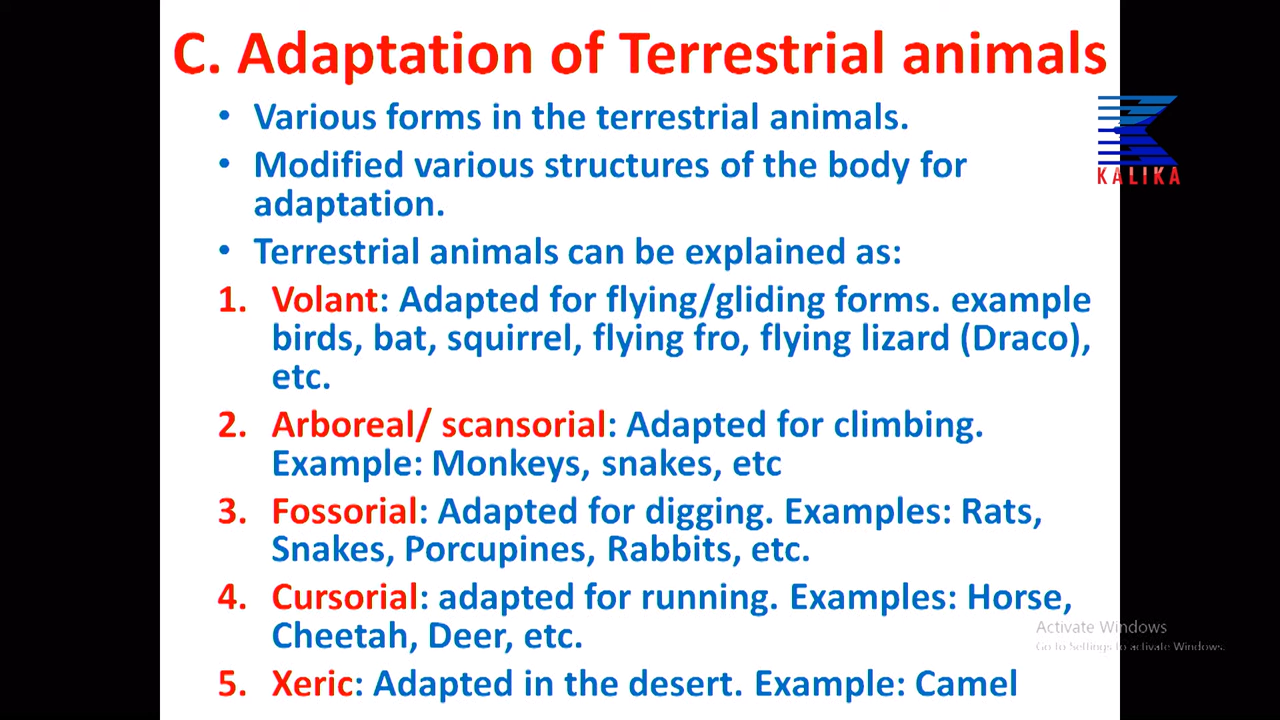 C. Adaptation of Terrestrial animals
• Various forms in the terrestrial animals.
• Modified various structures of the body for
adaptation.
• Terrestrial animals can be explained as:
1. Volant: Adapted for flying/gliding forms. example
birds, bat, squirrel, flying fro, flying lizard (Draco),
etc.
2. Arboreal/ scansorial: Adapted for climbing.
Example: Monkeys, snakes, etc
3. Fossorial: Adapted for digging. Examples: Rats,
Snakes, Porcupines, Rabbits, etc.
4. Cursorial: adapted for running. Examples: Horse,
Cheetah, Deer, etc.
5. Xeric: Adapted in the desert. Example: Camel
KALIKA
Activate Windows
Go to Settings to activate Windows.